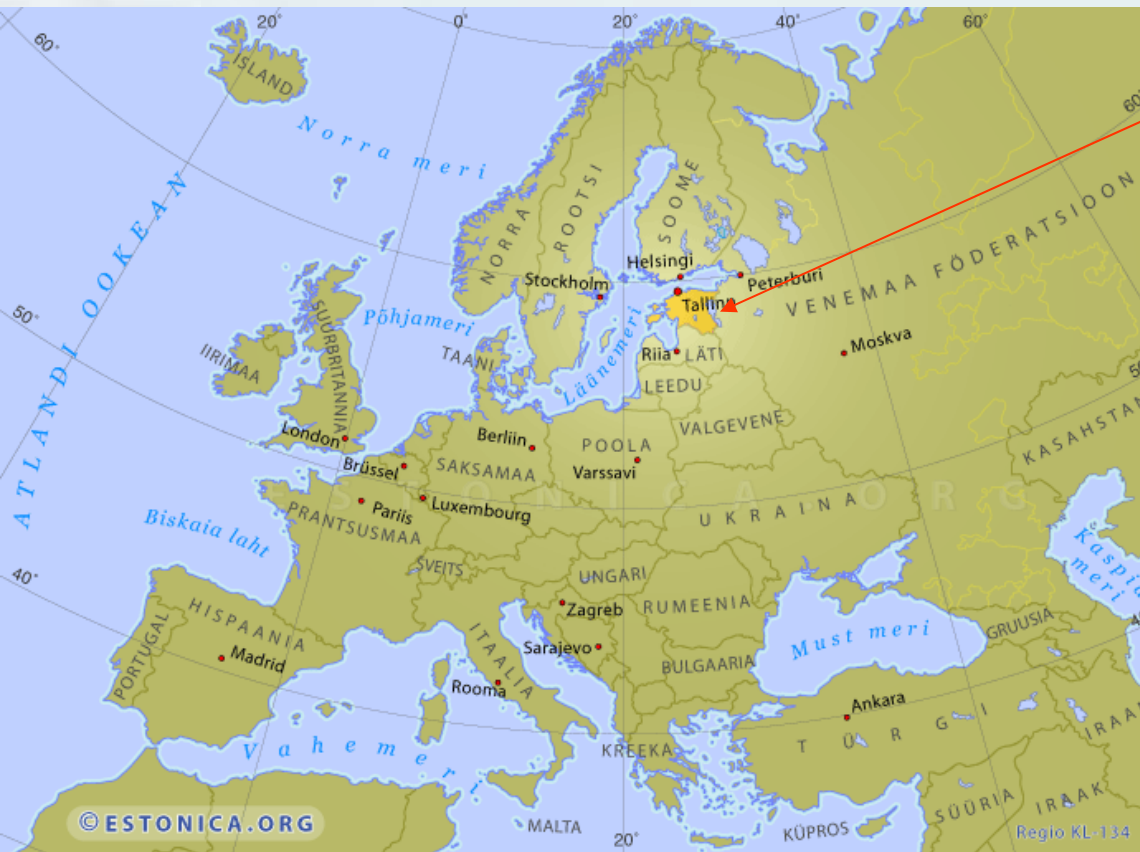 20°
0°
20°
40°
60°
60°
ISLAND
60°
Norra meri
ATLANDI OOKEAN
NORRA
ROOTSI
SOOME
Helsingi
Stockholm
Peterburi
Tallinn
VENEMAA FÖDERATSIOON
50°
Põhjameri
SUURBRITANNIA
IIRIMAA
TAANI
Läänemeri
Riia
LÄTI
Moskva
LEEDU
50°
VALGEVENE
KASAHSTAN
London
Berliin
POOLA
Brüssel
SAKSAMAA
Varssavi
ESTONICA.ORG
Luxembourg
Pariis
PRANTSUSMAA
UKRAINA
Biskaia laht
Kaspia
meri
SVEITS
UNGARI
40°
HISPAANIA
Zagreb
RUMEENIA
GRUUSIA
PORTUGAL
Madrid
ITAALIA
Sarajevo
Must meri
BULGAARIA
Rooma
Ankara
TÜRGI
IRAAN
Vahemeri
KREEKA
SÜÜRIA
IRAAK
©ESTONICA.ORG
MALTA
20°
KÜPROS
Regio KL-134